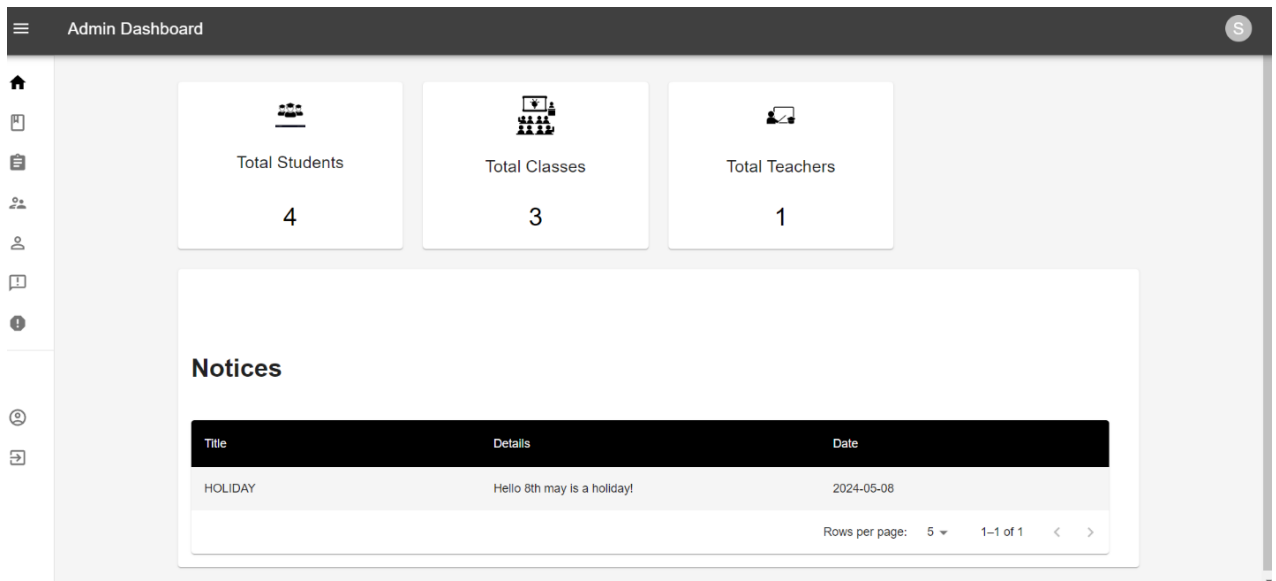 Admin Dashboard
S
Total Students
Total Classes
Total Teachers
4
3
1
Notices
Title Details Date
HOLIDAY Hello 8th may is a holiday! 2024-05-08
Rows per page: 5 1–1 of 1